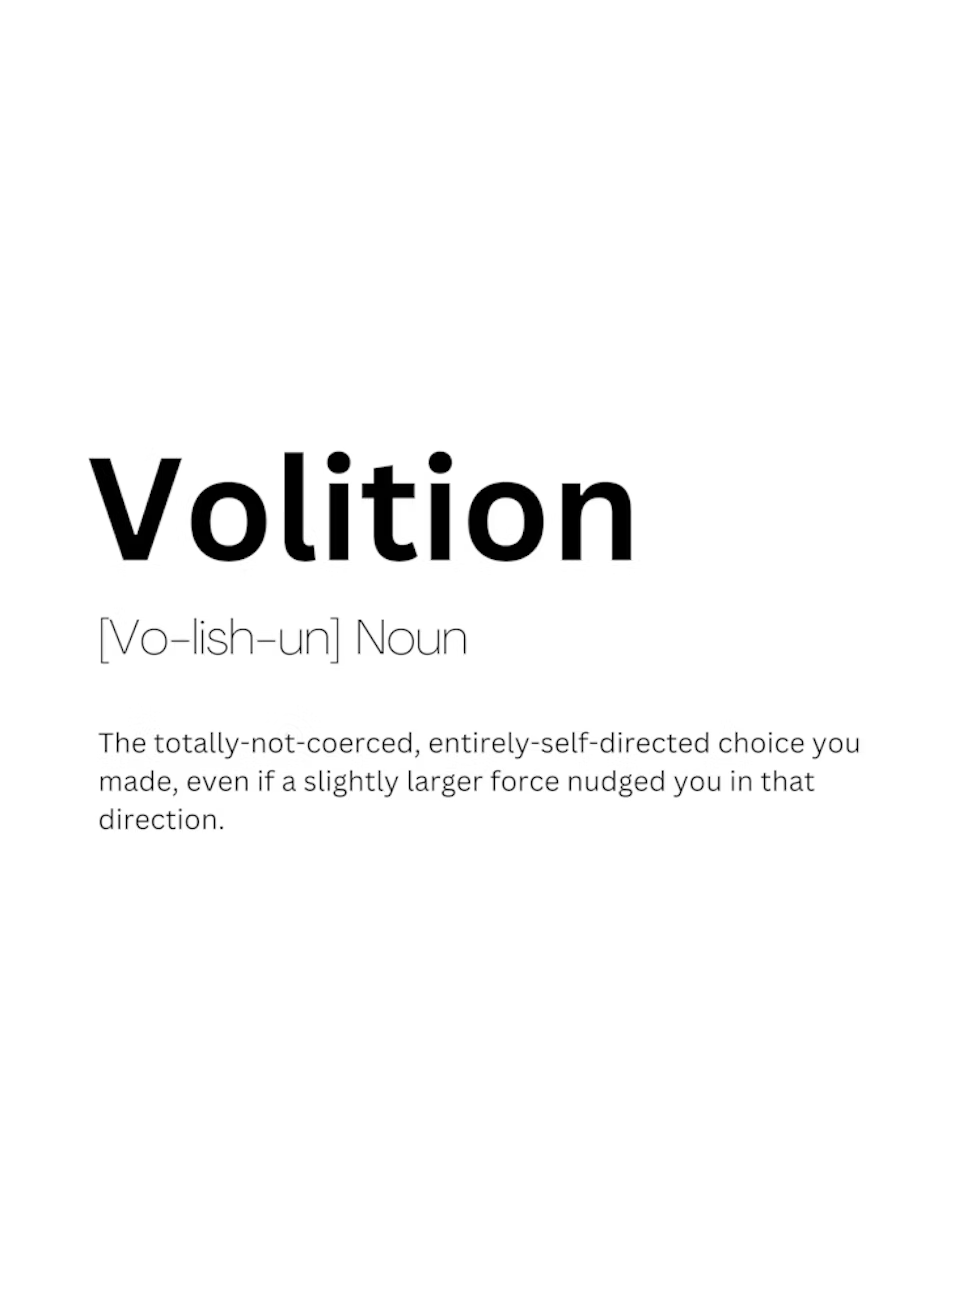 Volition
[Vo-lish-un] Noun
The totally-not-coerced, entirely-self-directed choice you
made, even if a slightly larger force nudged you in that
direction.